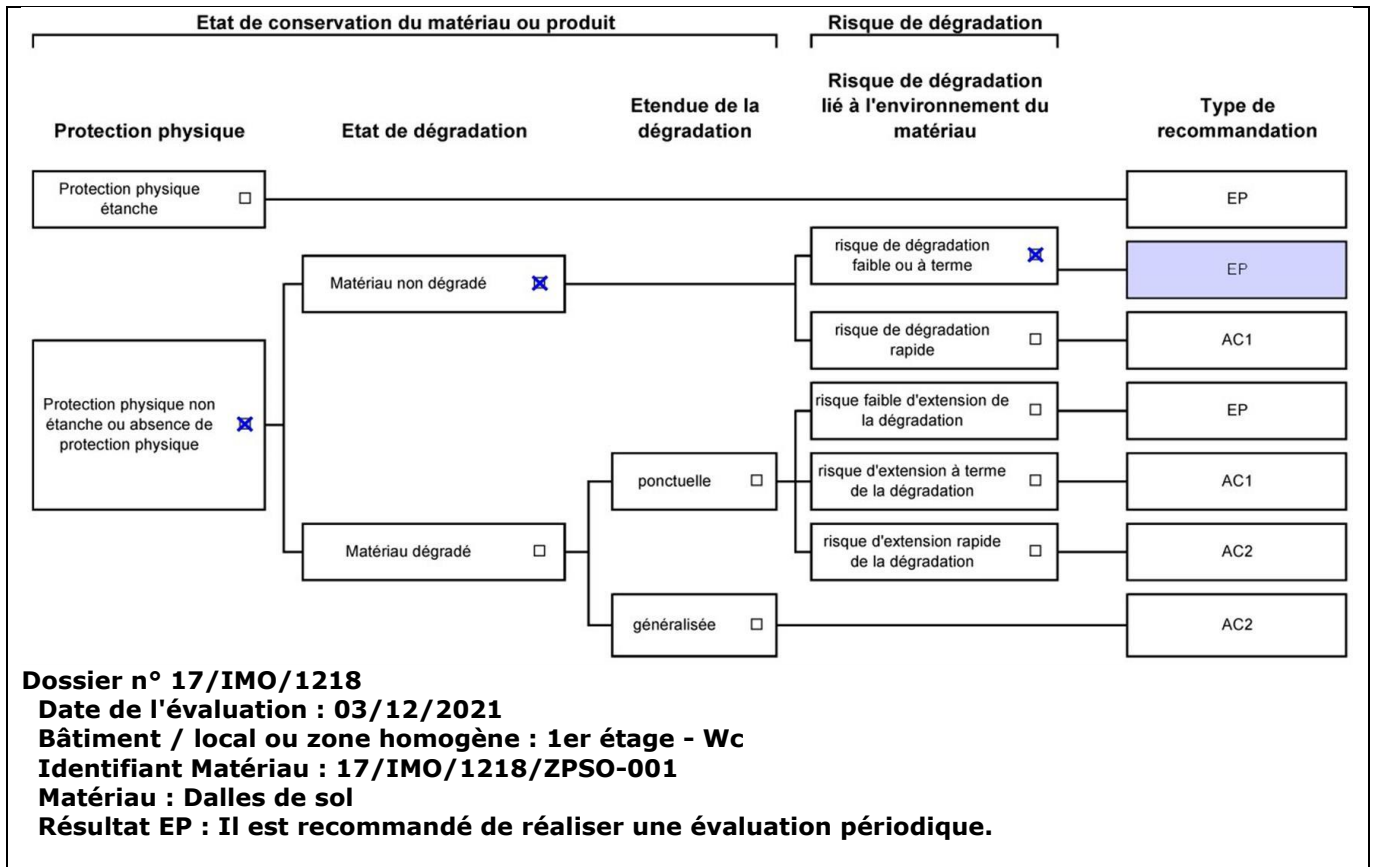 Etat de conservation du matériau ou produit
Risque de dégradation
Protection physique
Etat de dégradation
Etendue de la
dégradation
Risque de dégradation
lié à l'environnement du
matériau
Type de
recommandation
Protection physique
étanche
EP
risque de dégradation
faible ou à terme
EP
Matériau non dégradé
risque de dégradation
rapide
AC1
Protection physique non
étanche ou absence de
protection physique
risque faible d'extension de
la dégradation
EP
ponctuelle
risque d'extension à terme
de la dégradation
AC1
Matériau dégradé
risque d'extension rapide
de la dégradation
AC2
généralisée
AC2
Dossier n° 17/IMO/1218
Date de l'évaluation : 03/12/2021
Bâtiment / local ou zone homogène : 1er étage - Wc
Identifiant Matériau : 17/IMO/1218/ZPSO-001
Matériau : Dalles de sol
Résultat EP : Il est recommandé de réaliser une évaluation périodique.